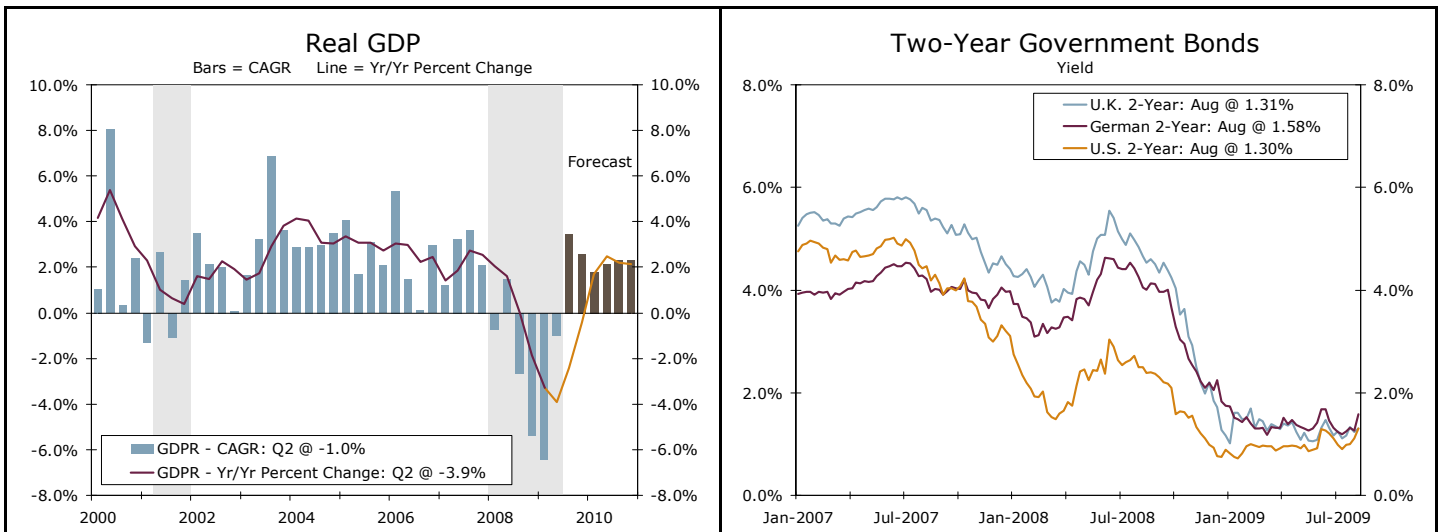 Real GDP
Bars = CAGR Line = Yr/Yr Percent Change
10.0%
8.0%
6.0%
4.0%
2.0%
0.0%
-2.0%
-4.0%
-6.0%
-8.0%
10.0%
8.0%
6.0%
4.0%
2.0%
0.0%
-2.0%
-4.0%
-6.0%
-8.0%
Forecast
GDPR - CAGR: Q2 @ -1.0%
GDPR - Yr/Yr Percent Change: Q2 @ -3.9%
2000 2002 2004 2006 2008 2010
Two-Year Government Bonds
Yield
8.0%
6.0%
4.0%
2.0%
0.0%
8.0%
6.0%
4.0%
2.0%
0.0%
U.K. 2-Year: Aug @ 1.31%
German 2-Year: Aug @ 1.58%
U.S. 2-Year: Aug @ 1.30%
Jan-2007 Jul-2007 Jan-2008 Jul-2008 Jan-2009 Jul-2009